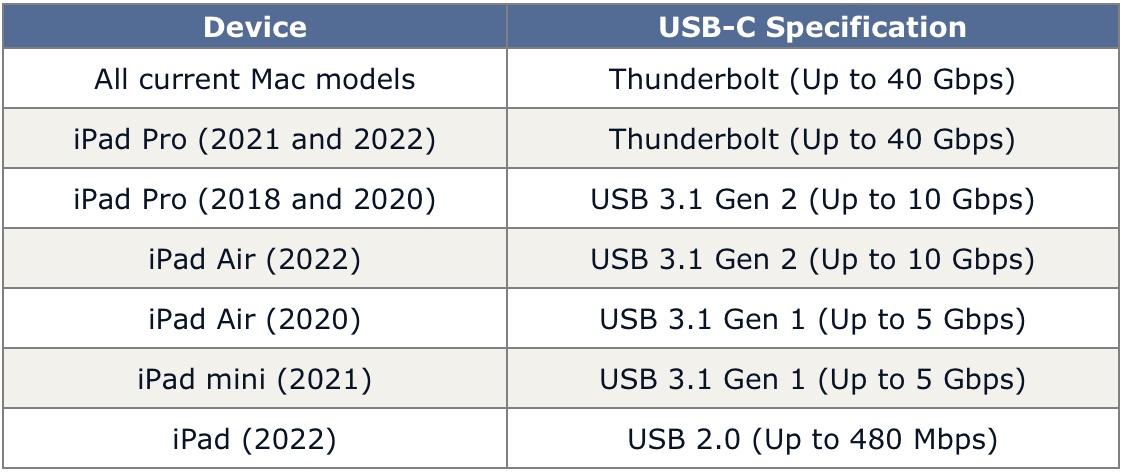 Device USB-C Specification
All current Mac models Thunderbolt (Up to 40 Gbps)
iPad Pro (2021 and 2022) Thunderbolt (Up to 40 Gbps)
iPad Pro (2018 and 2020) USB 3.1 Gen 2 (Up to 10 Gbps)
iPad Air (2022) USB 3.1 Gen 2 (Up to 10 Gbps)
iPad Air (2020) USB 3.1 Gen 1 (Up to 5 Gbps)
iPad mini (2021) USB 3.1 Gen 1 (Up to 5 Gbps)
iPad (2022) USB 2.0 (Up to 480 Mbps)